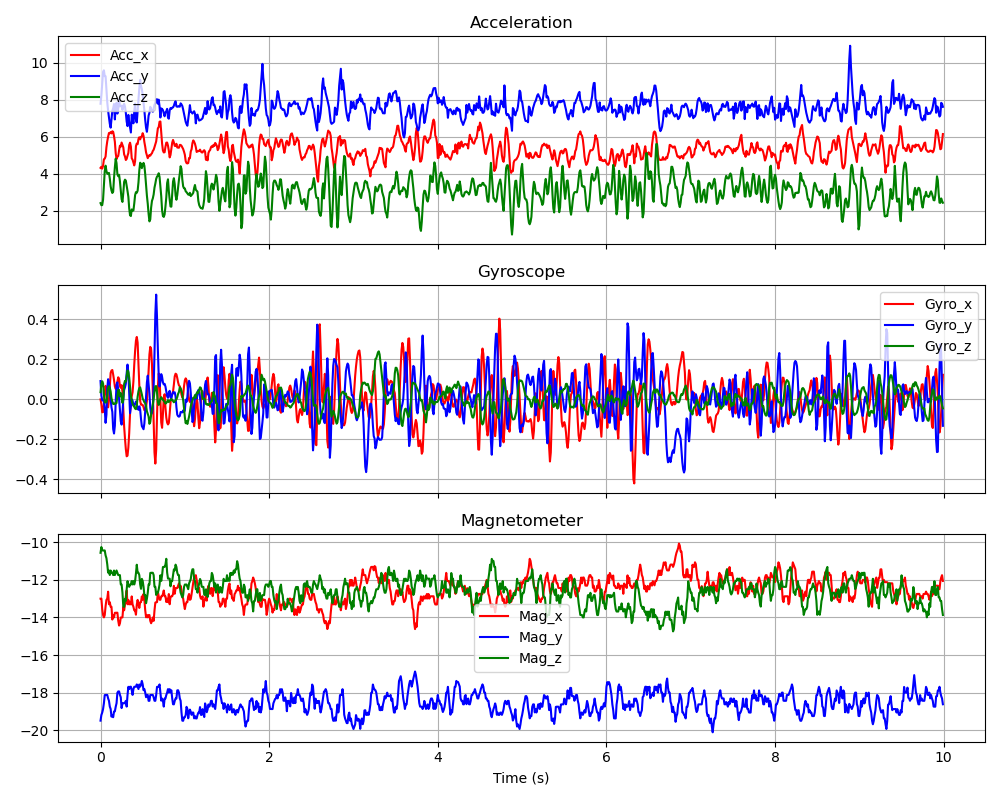 Acceleration
Acc_x
Acc_y
Acc_z
10
8
6
4
2
Gyroscope
Gyro_x
Gyro_y
Gyro_z
0.4
0.2
0.0
−0.2
−0.4
Magnetometer
−10
−12
−14
−16
−18
−20
Mag_x
Mag_y
Mag_z
0 2 4 6 8 10
Time (s)